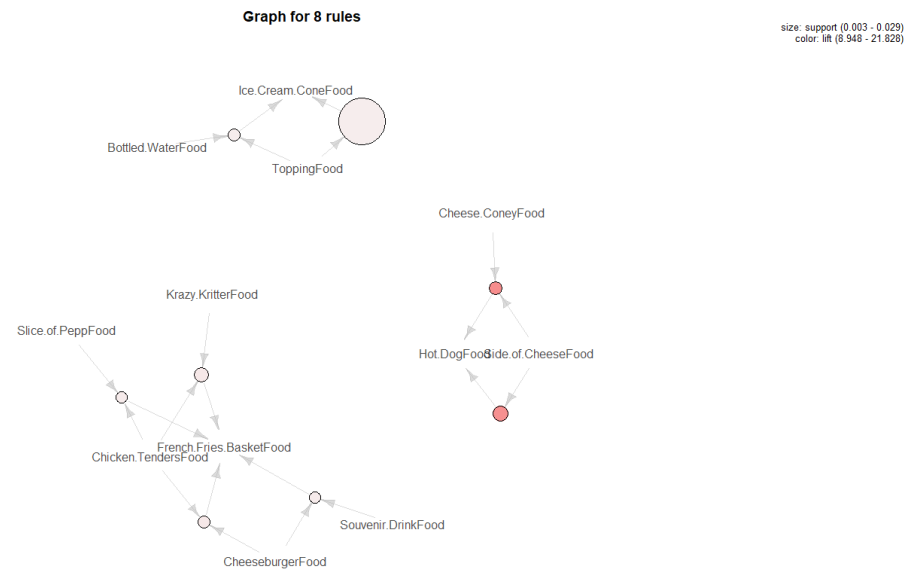 Graph for 8 rules
size: support (0.003 - 0.029)
color: lift (8.948 - 21.828)
Ice.Cream.ConeFood
Bottled.WaterFood
ToppingFood
Cheese.ConeyFood
Krazy.KritterFood
Slice.of.PeppFood
Hot.DogFood
Side.of.CheeseFood
French.Fries.BasketFood
Chicken.TendersFood
Souvenir.DrinkFood
CheeseburgerFood